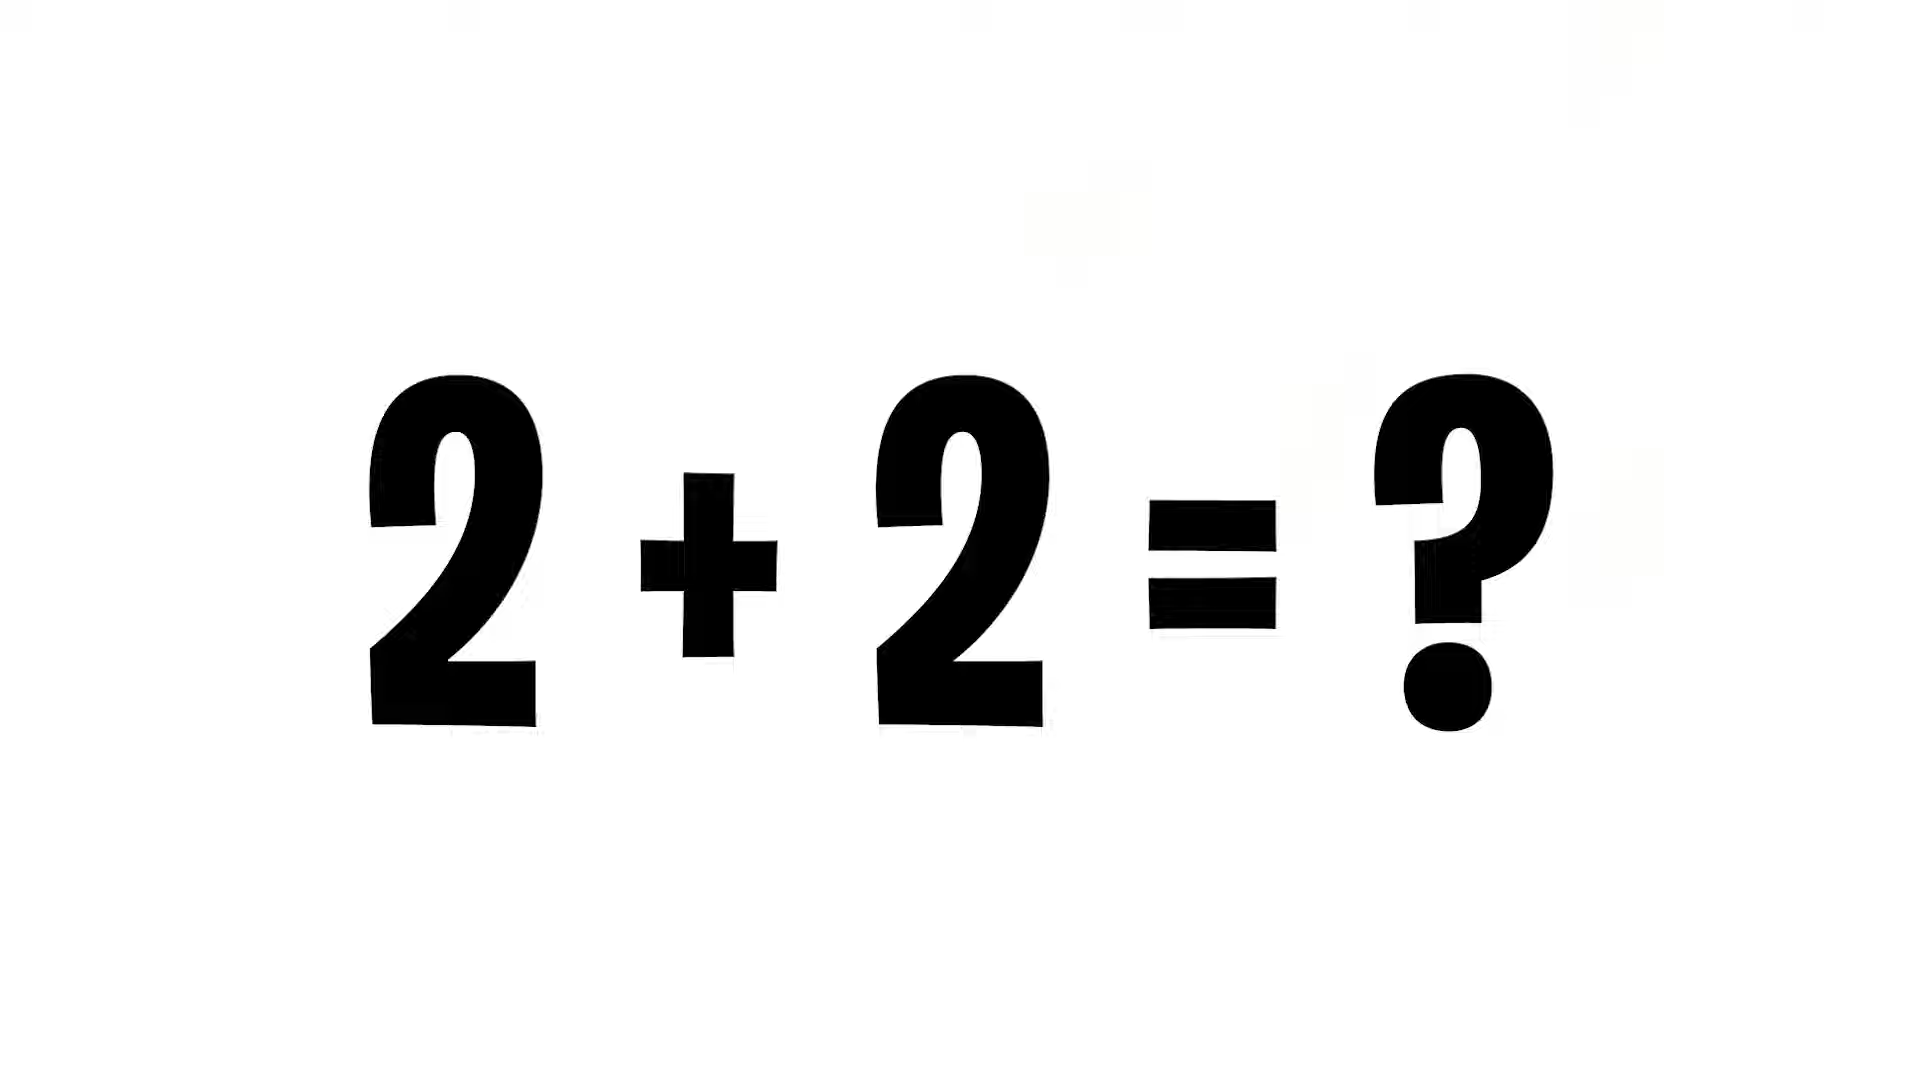 2 + 2 = ?